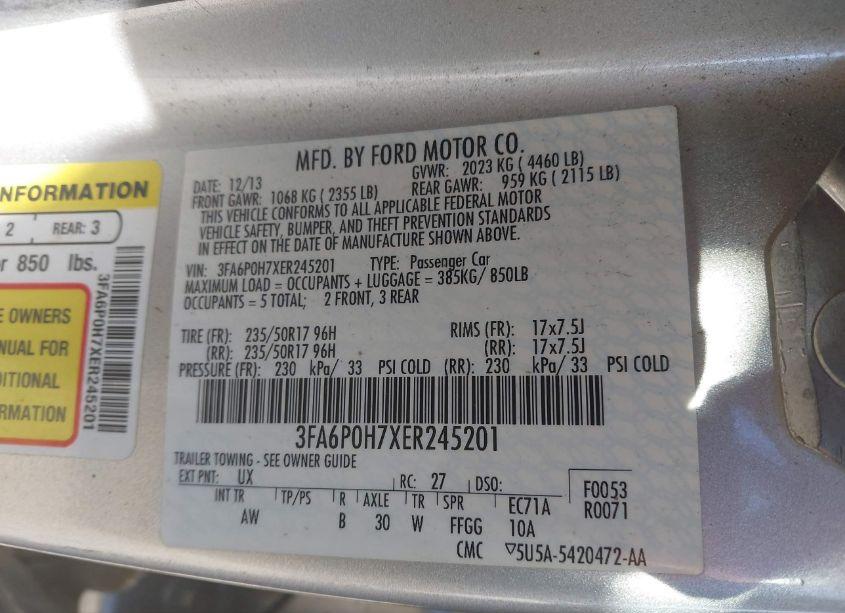 NFORMATION
2 REAR: 3
r 850 lbs.
E OWNERS
NUAL FOR
DITIONAL
ORMATION
3FA6P0H7XER245201
MFD. BY FORD MOTOR CO.
DATE: 12/13 GVWR: 2023 KG ( 4460 LB)
FRONT GAWR: 1068 KG ( 2355 LB) REAR GAWR: 959 KG ( 2115 LB)
THIS VEHICLE CONFORMS TO ALL APPLICABLE FEDERAL MOTOR
VEHICLE SAFETY, BUMPER, AND THEFT PREVENTION STANDARDS
IN EFFECT ON THE DATE OF MANUFACTURE SHOWN ABOVE.
VIN: 3FA6P0H7XER245201 TYPE: Passenger Car
MAXIMUM LOAD = OCCUPANTS + LUGGAGE = 385KG/ 850LB
OCCUPANTS = 5 TOTAL; 2 FRONT, 3 REAR
TIRE (FR): 235/50R17 96H RIMS (FR): 17x7.5J
(RR): 235/50R17 96H (RR): 17x7.5J
PRESSURE (FR): 230 kPa/ 33 PSI COLD (RR): 230 kPa/ 33 PSI COLD
3FA6P0H7XER245201
TRAILER TOWING - SEE OWNER GUIDE
EXT PNT: UX RC: 27 DSO: F0053
INT TR TP/PS R AXLE TR SPR EC71A R0071
AW B 30 W FFGG 10A
CMC ▽5U5A-5420472-AA